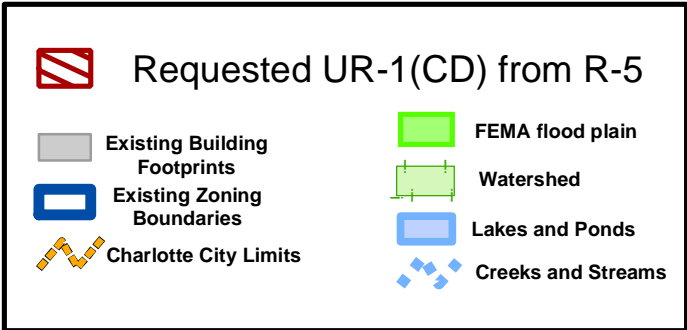 Requested UR-1(CD) from R-5
Existing Building
Footprints
Existing Zoning
Boundaries
Charlotte City Limits
FEMA flood plain
Watershed
Lakes and Ponds
Creeks and Streams